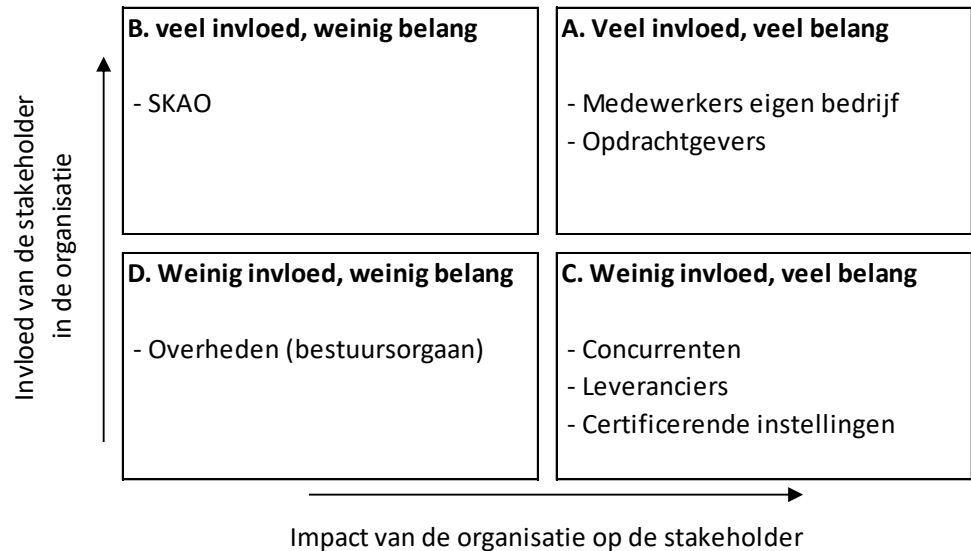 B. veel invloed, weinig belang
- SKAO
A. Veel invloed, veel belang
- Medewerkers eigen bedrijf
- Opdrachtgevers
Invloed van de stakeholder
in de organisatie
D. Weinig invloed, weinig belang
- Overheden (bestuursorgaan)
C. Weinig invloed, veel belang
- Concurrenten
- Leveranciers
- Certificerende instellingen
Impact van de organisatie op de stakeholder